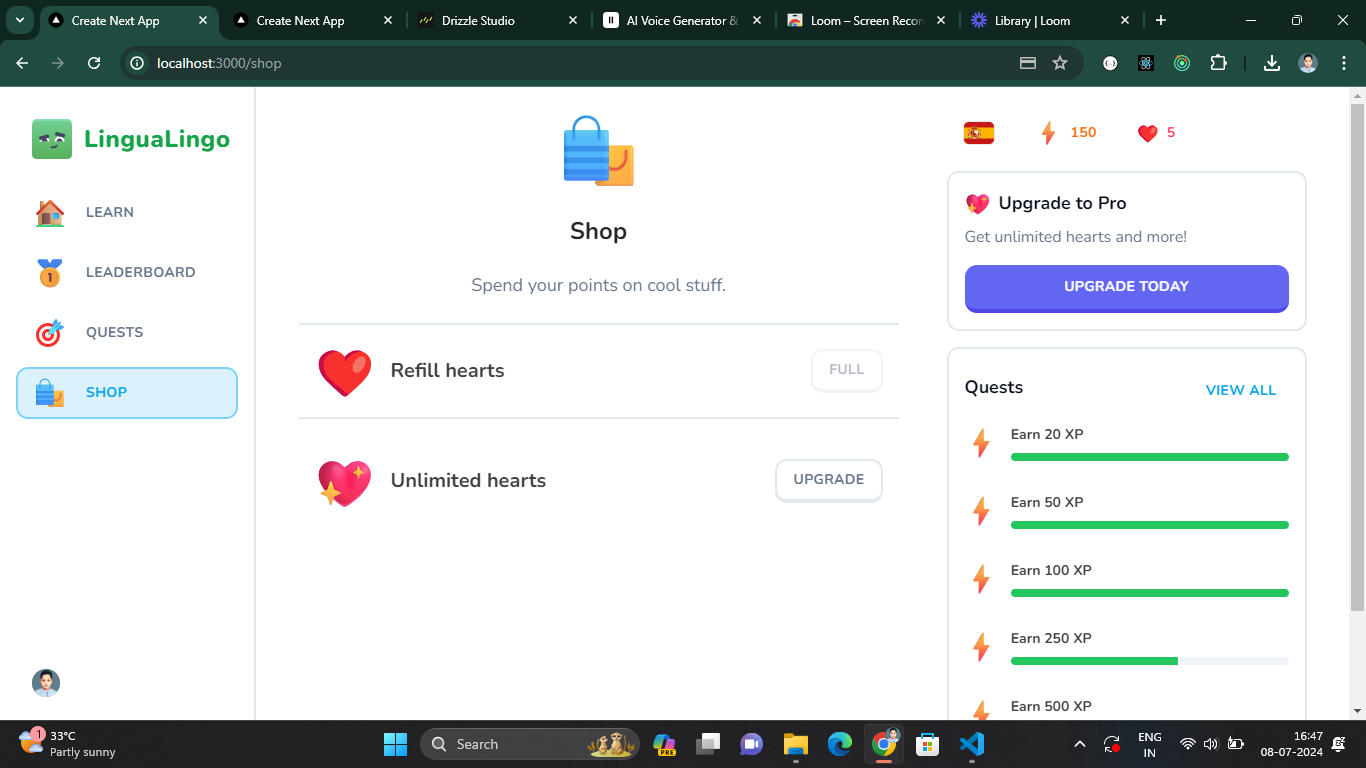 Create Next App
Create Next App
Drizzle Studio
AI Voice Generator &
Loom – Screen Recor
Library | Loom
localhost:3000/shop
LinguaLingo
LEARN
LEADERBOARD
QUESTS
SHOP
Shop
Spend your points on cool stuff.
Refill hearts
FULL
Unlimited hearts
UPGRADE
150
5
Upgrade to Pro
Get unlimited hearts and more!
UPGRADE TODAY
Quests
VIEW ALL
Earn 20 XP
Earn 50 XP
Earn 100 XP
Earn 250 XP
Earn 500 XP
1
33°C
Partly sunny
Search
PRE
ENG
IN
16:47
08-07-2024